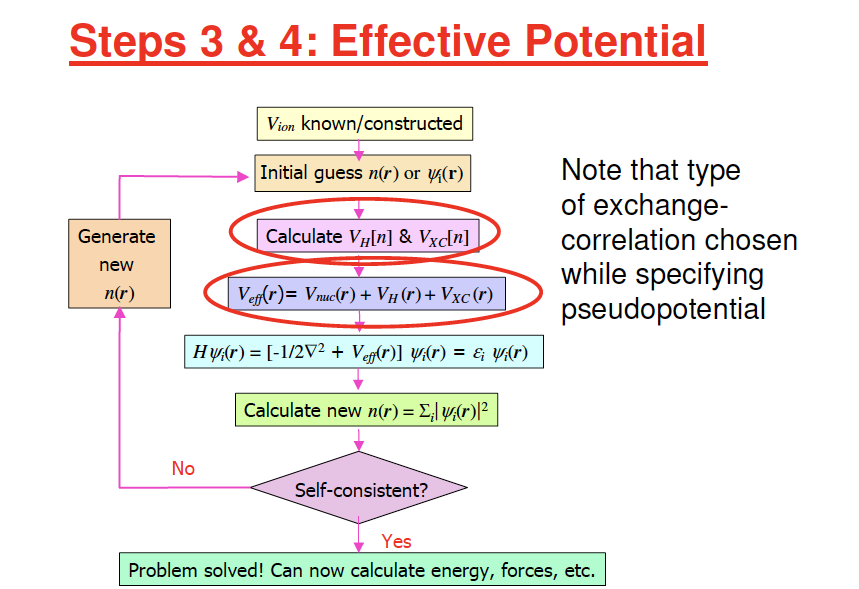 Steps 3 & 4: Effective Potential
V_ion known/constructed
Initial guess n(r) or ψ_i(r)
Calculate V_H[n] & V_XC[n]
V_eff(r)= V_nuc(r) + V_H(r) + V_XC(r)
Hψ_i(r) = [-1/2∇² + V_eff(r)] ψ_i(r) = ε_i ψ_i(r)
Calculate new n(r) = Σ_i|ψ_i(r)|²
Self-consistent?
No
Generate
new
n(r)
Yes
Problem solved! Can now calculate energy, forces, etc.
Note that type
of exchange-
correlation chosen
while specifying
pseudopotential